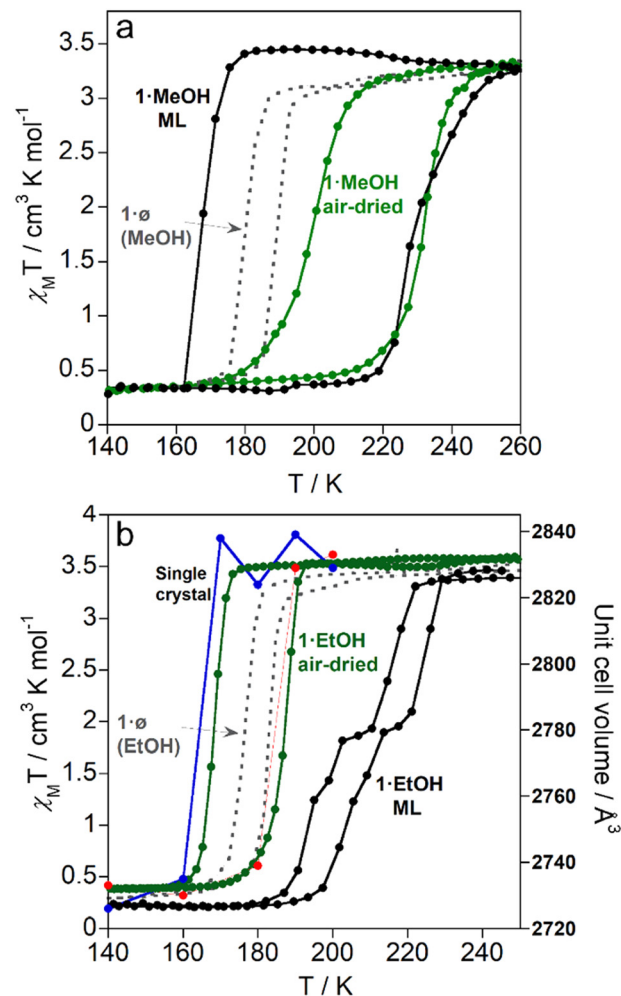 a
3.5
3
2.5
2
1.5
1
0.5
0
χMT / cm³ K mol⁻¹
1·MeOH
ML
1·ø
(MeOH)
1·MeOH
air-dried
140 160 180 200 220 240 260
T / K
b
4
3.5
3
2.5
2
1.5
1
0.5
0
χMT / cm³ K mol⁻¹
Single
crystal
1·EtOH
air-dried
1·ø
(EtOH)
1·EtOH
ML
2840
2820
2800
2780
2760
2740
2720
Unit cell volume / Å³
140 160 180 200 220 240
T / K